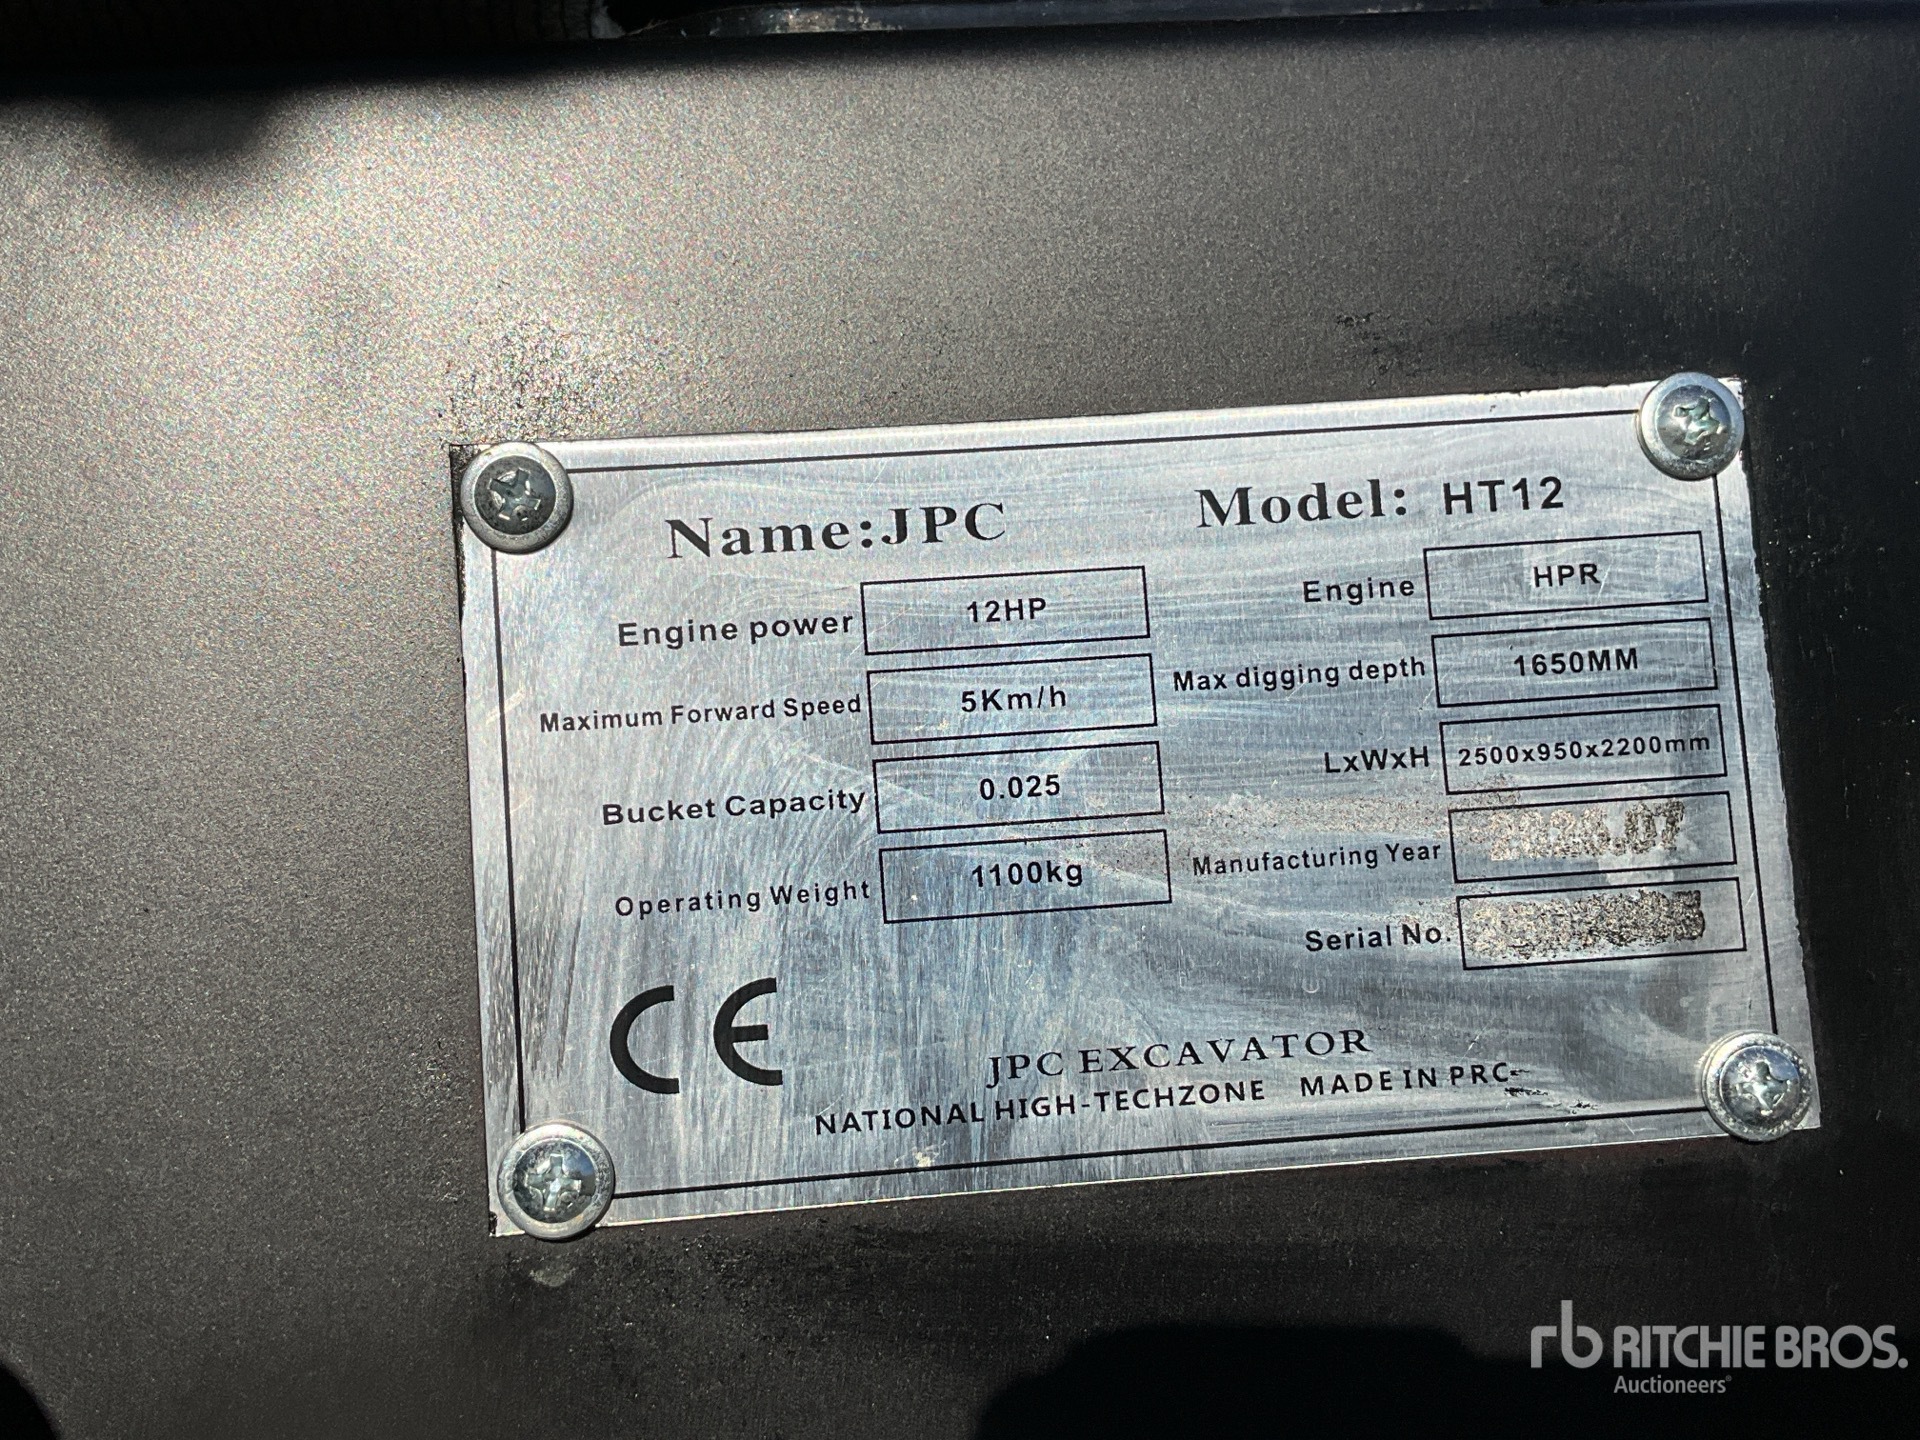 Name:JPC Model: HT12
Engine power 12HP Engine HPR
Maximum Forward Speed 5Km/h Max digging depth 1650MM
Bucket Capacity 0.025 LxWxH 2500x950x2200mm
Operating Weight 1100kg Manufacturing Year
Serial No.
CE
JPC EXCAVATOR
NATIONAL HIGH-TECHZONE MADE IN PRC
rb RITCHIE BROS.
Auctioneers